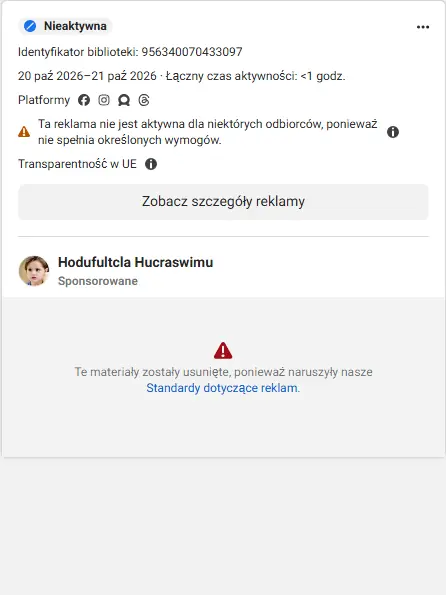 Nieaktywna
Identyfikator biblioteki: 956340070433097
20 paź 2026–21 paź 2026 · Łączny czas aktywności: <1 godz.
Platformy
Ta reklama nie jest aktywna dla niektórych odbiorców, ponieważ
nie spełnia określonych wymogów.
Transparentność w UE
Zobacz szczegóły reklamy
Hodufultcla Hucraswimu
Sponsorowane
Te materiały zostały usunięte, ponieważ naruszyły nasze
Standardy dotyczące reklam.